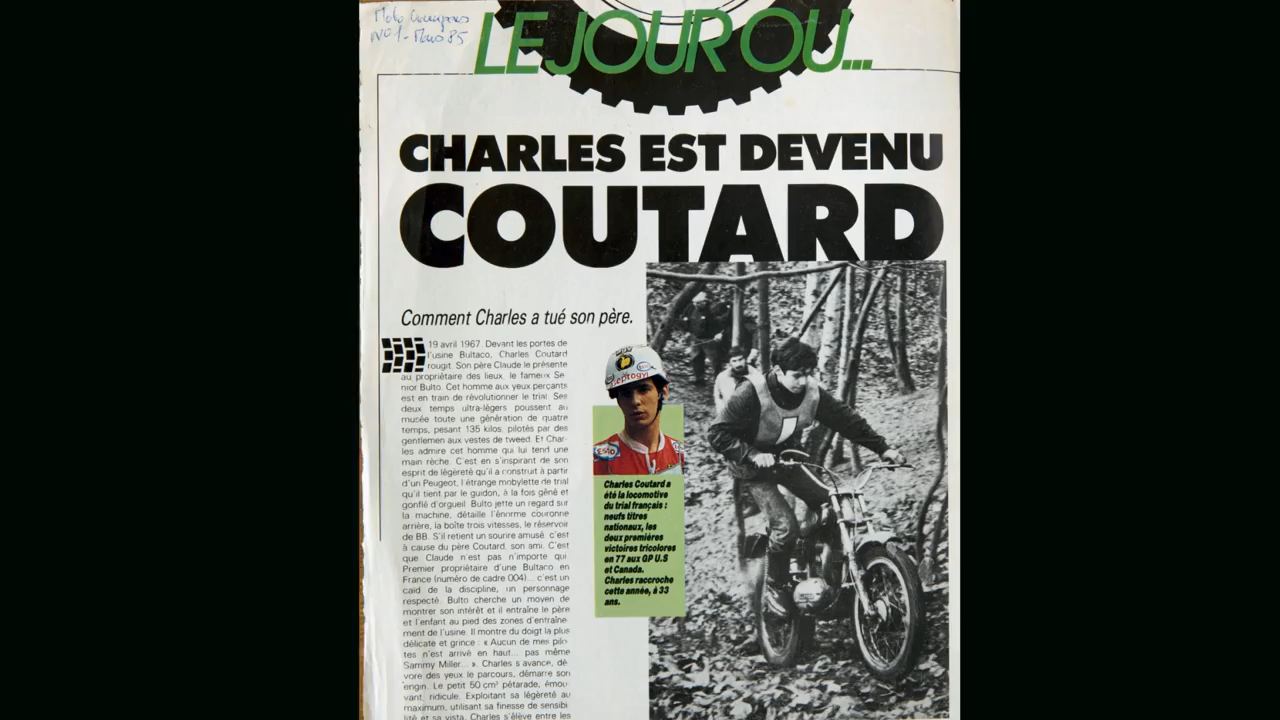 N°1 - Mars 85
LE JOUR OU...
CHARLES EST DEVENU
COUTARD
Comment Charles a tué son père.
19 avril 1967. Devant les portes de
l'usine Bultaco, Charles Coutard
rougit. Son père Claude le présente
au propriétaire des lieux, le fameux Se-
nior Bulto. Cet homme aux yeux perçants
est en train de révolutionner le trial. Ses
deux temps ultra-légers poussent au
musée toute une génération de quatre
temps, pesant 135 kilos, pilotés par des
gentlemen aux vestes de tweed. Et Char-
les admire cet homme qui lui tend une
main rèche. C'est en s'inspirant de son
esprit de légèreté qu'il a construit à partir
d'un Peugeot, l'étrange mobylette de trial
qu'il tient par le guidon, à la fois gêné et
gonflé d'orgueil. Bulto jette un regard sur
la machine, détaille l'énorme couronne
arrière, la boîte trois vitesses, le réservoir
de BB. S'il retient un sourire amusé, c'est
à cause du père Coutard, son ami. C'est
que Claude n'est pas n'importe qui.
Premier propriétaire d'une Bultaco en
France (numéro de cadre 004)... c'est un
caïd de la discipline, un personnage
respecté. Bulto cherche un moyen de
montrer son intérêt et il entraîne le père
et l'enfant au pied des zones d'entraîne-
ment de l'usine. Il montre du doigt la plus
délicate et grince : « Aucun de mes pilo-
tes n'est arrivé en haut... pas même
Sammy Miller... ». Charles s'avance, dé-
vore des yeux le parcours, démarre son
engin. Le petit 50 cm³ pétarade, émou-
vant, ridicule. Exploitant sa légèreté au
maximum, utilisant sa finesse de sensibi-
lité et sa vista, Charles s'élève entre les
Esso
Charles Coutard a
été la locomotive
du trial français :
neufs titres
nationaux, les
deux premières
victoires tricolores
en 77 aux GP U.S
et Canada.
Charles raccroche
cette année, à 33
ans.